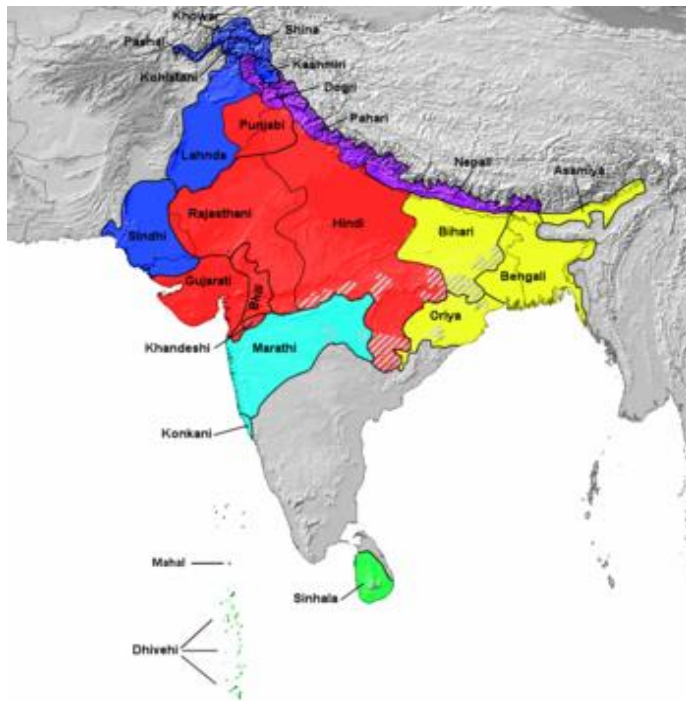 Khowar
Shina
Pashai
Kohistani
Kashmiri
Dogri
Punjabi
Pahari
Lahnda
Nepali
Asamiya
Rajasthani
Hindi
Bihari
Sindhi
Bengali
Gujarati
Bhili
Oriya
Khandeshi
Marathi
Konkani
Mahal
Sinhala
Dhivehi